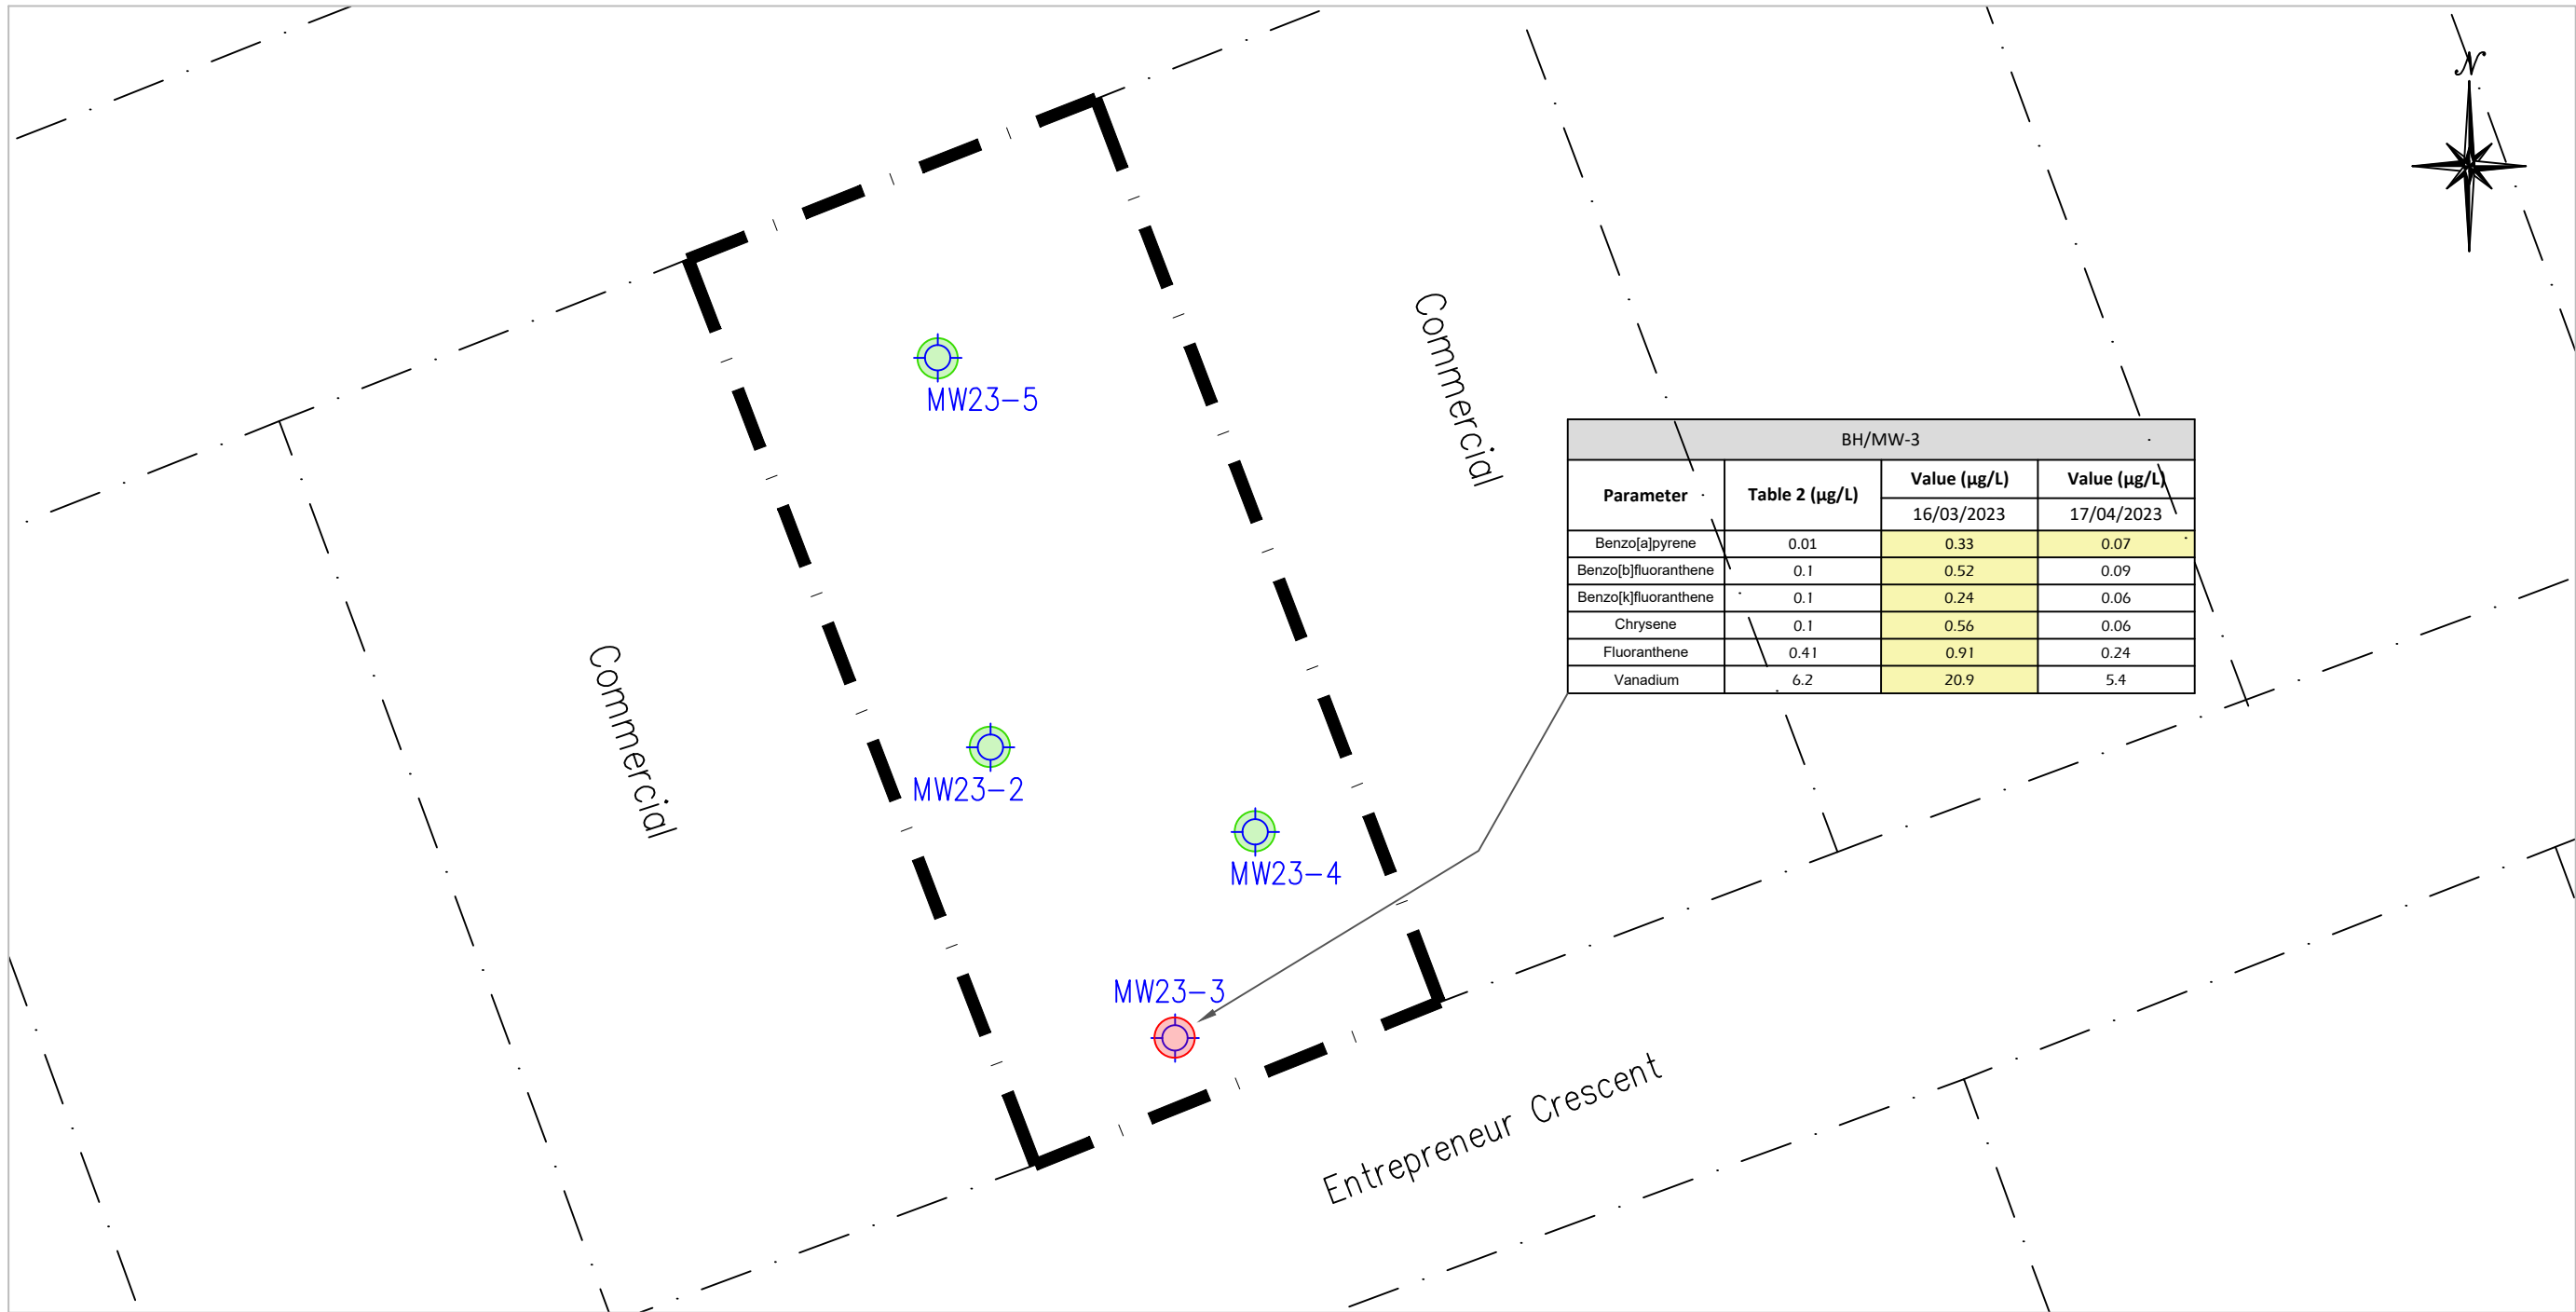 N
MW23-5
Commercial
BH/MW-3
Parameter Table 2 (µg/L) Value (µg/L) Value (µg/L)
16/03/2023 17/04/2023
Benzo[a]pyrene 0.01 0.33 0.07
Benzo[b]fluoranthene 0.1 0.52 0.09
Benzo[k]fluoranthene 0.1 0.24 0.06
Chrysene 0.1 0.56 0.06
Fluoranthene 0.41 0.91 0.24
Vanadium 6.2 20.9 5.4
Commercial
MW23-2
MW23-4
MW23-3
Entrepreneur Crescent